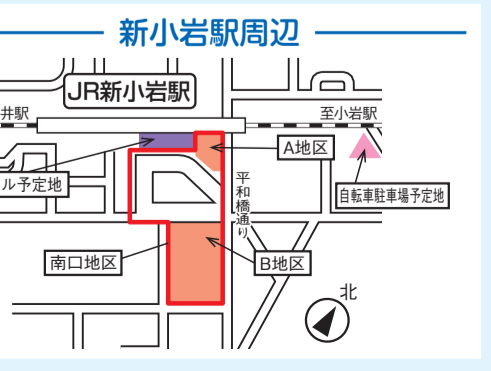 新小岩駅周辺
JR新小岩駅
井駅
至小岩駅
A地区
ル予定地
平和橋通り
自転車駐車場予定地
南口地区
B地区
北